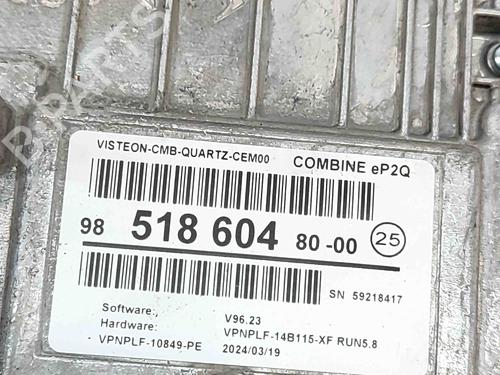 B-PARTS
VISTEON-CMB-QUARTZ-CEM00 COMBINE eP2Q
98 518 604 80-00 25
SN 59218417
Software:, V96.23
Hardware: VPNPLF-14B115-XF RUN5.8
VPNPLF-10849-PE 2024/03/19